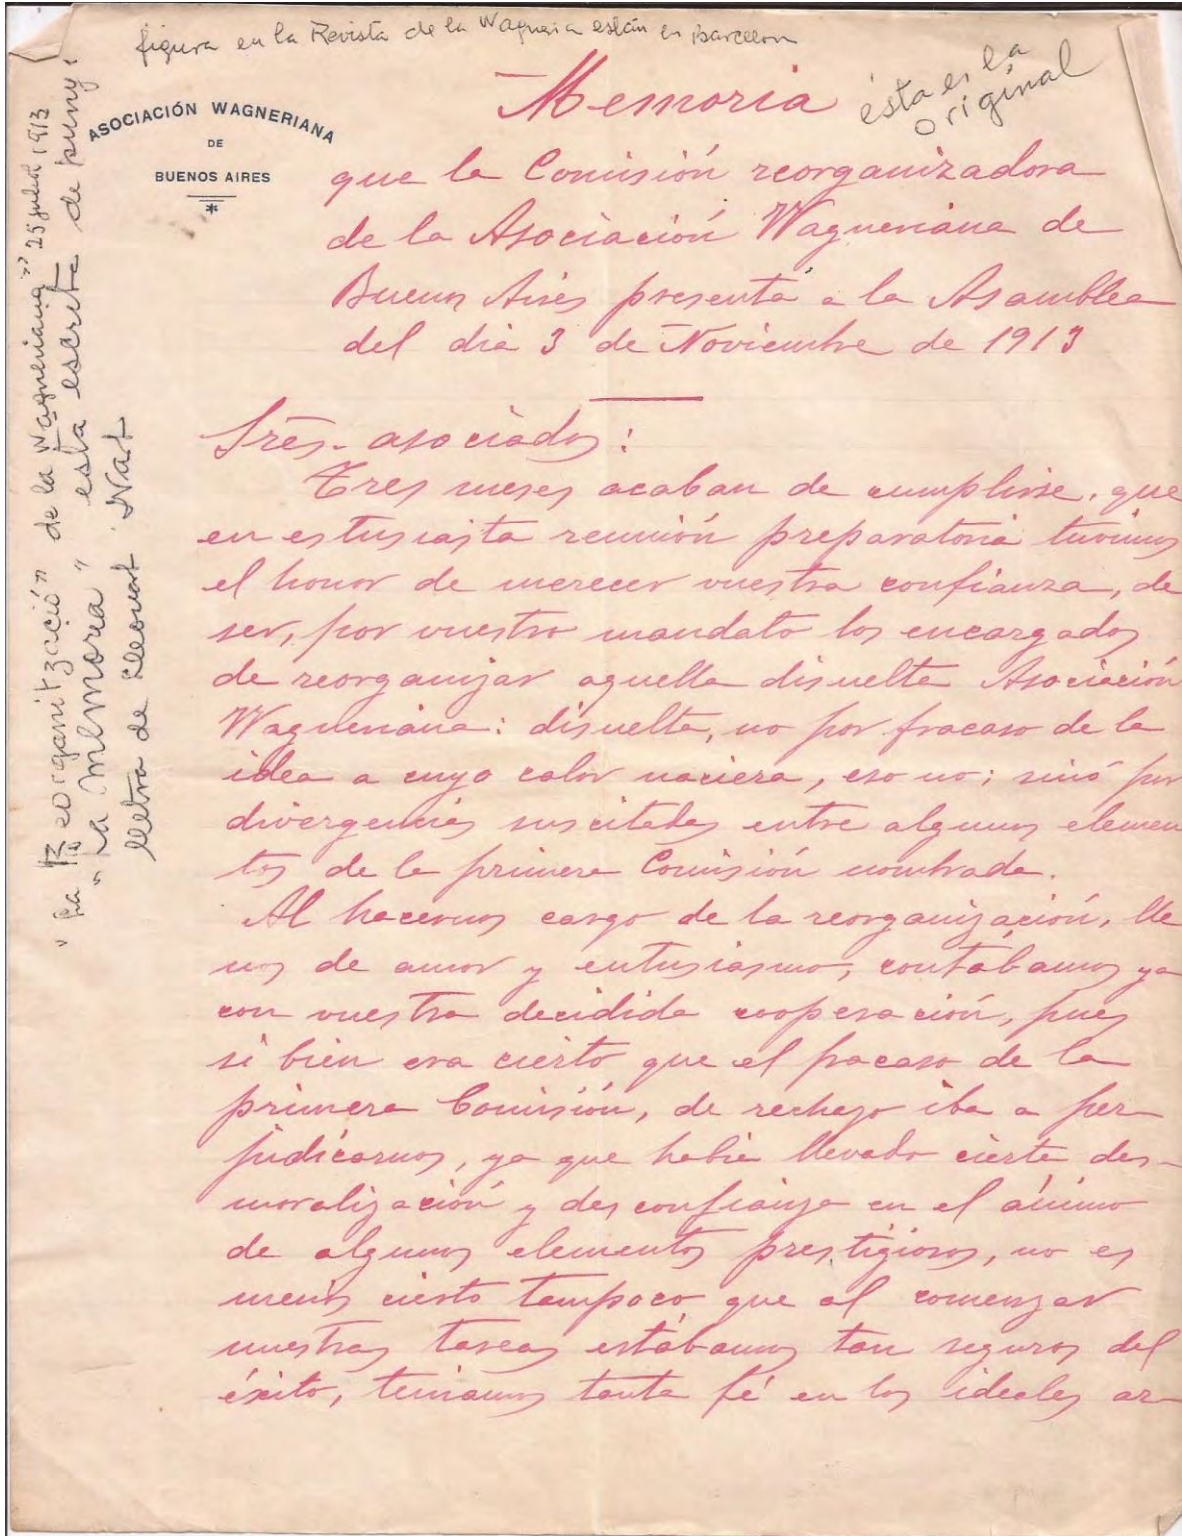 figura en la Revista de la Wagneria están en Barcelon
ésta es la
original
ASOCIACIÓN WAGNERIANA
DE
BUENOS AIRES
Memoria
que la Comisión reorganizadora
de la Asociación Wagneriana de
Buenos Aires presenta a la Asamblea
del dia 3 de Noviembre de 1913
Sres. asociados:
Tres meses acaban de cumplirse, que
en estusiasta reunión preparatoria tuvimos
el honor de merecer vuestra confianza, de
ser, por vuestro mandato los encargados
de reorganizar aquella disuelta Asociación
Wagneriana: disuelta, no por fracaso de la
idea a cuyo calor naciera, eso no; sinó por
divergencias suscitadas entre algunos elemen
tos de la primera Comisión nombrada.
Al hacernos cargo de la reorganización, lle
nos de amor y entusiasmo, contábamos ya
con vuestra decidida cooperación, pues
si bien era cierto que el fracaso de la
primera Comisión, de rechazo iba a per-
judicarnos, ya que habia llevado cierta des-
moralización y desconfianza en el ánimo
de algunos elementos prestigiosos, no es
menos cierto tampoco que al comenzar
nuestras tareas estábamos tan seguros del
éxito, teniamos tanta fé en los ideales ar-
"La Reorganització" de la Wagneriana" 25 juliol 1913
"La Memoria" está escrita de puny i
lletra de Lleonart Nart